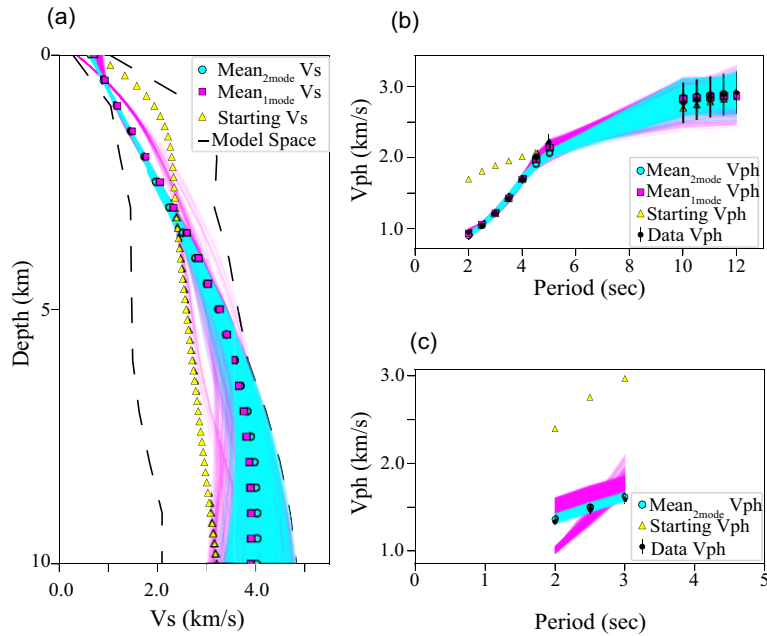 (a)
0
5
10
Depth (km)
0.0
2.0
4.0
Vs (km/s)
Mean2mode Vs
Mean1mode Vs
Starting Vs
Model Space
(b)
3.0
2.0
1.0
Vph (km/s)
0
2
4
6
8
10
12
Period (sec)
Mean2mode Vph
Mean1mode Vph
Starting Vph
Data Vph
(c)
3.0
2.0
1.0
Vph (km/s)
0
1
2
3
4
5
Period (sec)
Mean2mode Vph
Starting Vph
Data Vph